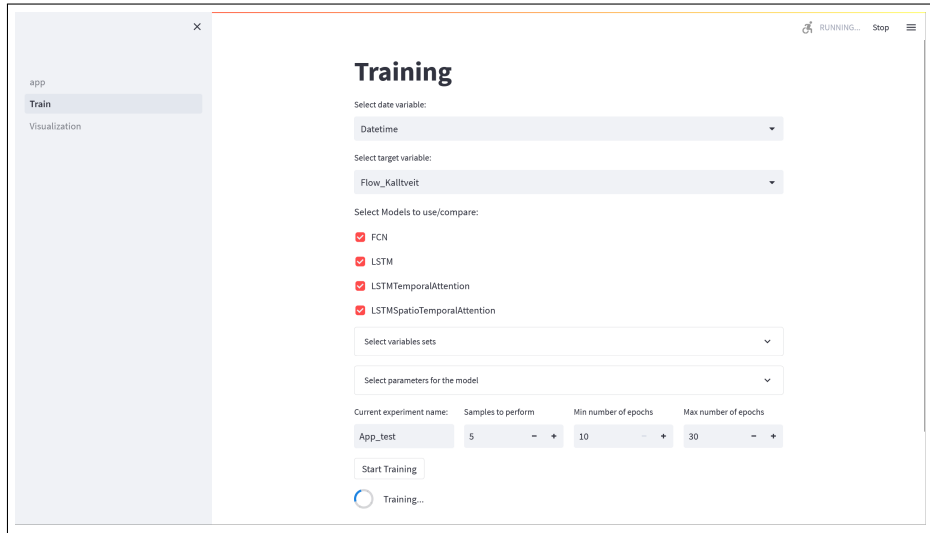 RUNNING... Stop
app
Train
Visualization
Training
Select date variable:
Datetime
Select target variable:
Flow_Kalltveit
Select Models to use/compare:
FCN
LSTM
LSTMTemporalAttention
LSTMSpatioTemporalAttention
Select variables sets
Select parameters for the model
Current experiment name: Samples to perform Min number of epochs Max number of epochs
App_test 5 - + 10 - + 30 - +
Start Training
Training...